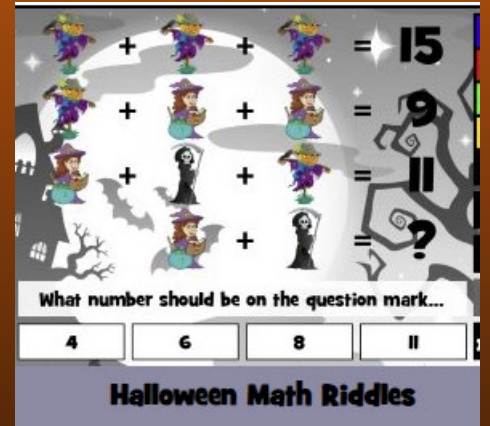 + + = 15
+ + = 9
+ + = 11
+ = ?
What number should be on the question mark...
4 6 8 11
Halloween Math Riddles